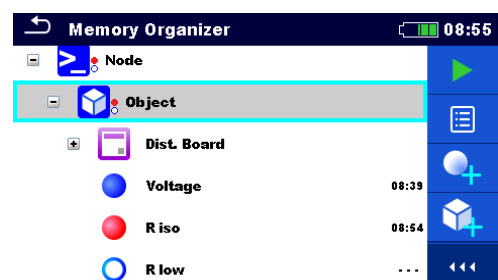 Memory Organizer 08:55
Node
Object
Dist. Board
Voltage 08:39
R iso 08:54
R low ---